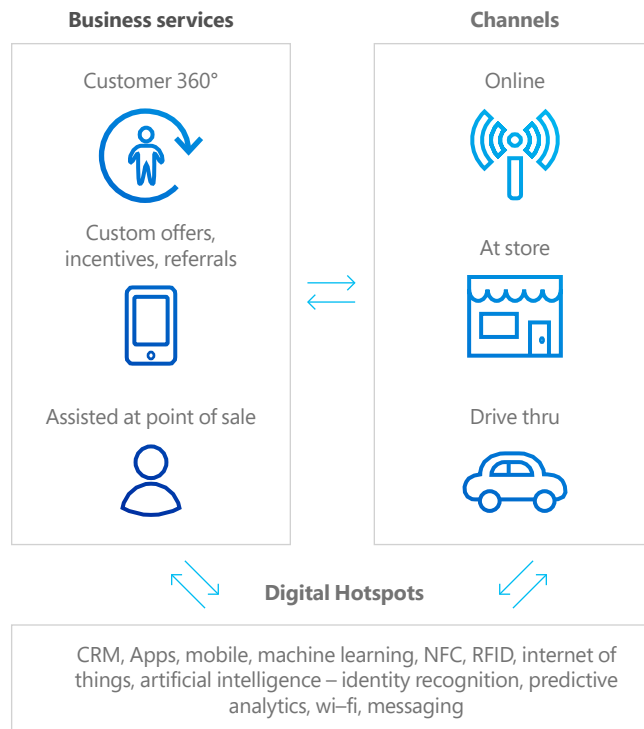 Business services
Customer 360°
Custom offers,
incentives, referrals
Assisted at point of sale
Channels
Online
At store
Drive thru
Digital Hotspots
CRM, Apps, mobile, machine learning, NFC, RFID, internet of
things, artificial intelligence – identity recognition, predictive
analytics, wi–fi, messaging